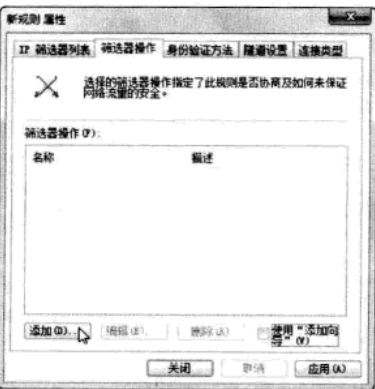 新规则 属性
IP 筛选器列表 筛选器操作 身份验证方法 隧道设置 连接类型
选择的筛选器操作指定了此规则是否协商及如何来保证
网络流量的安全。
筛选器操作(F):
名称 描述
添加(D)... 编辑(E)... 删除(R) 使用“添加向
导”(W)
关闭 取消 应用(A)